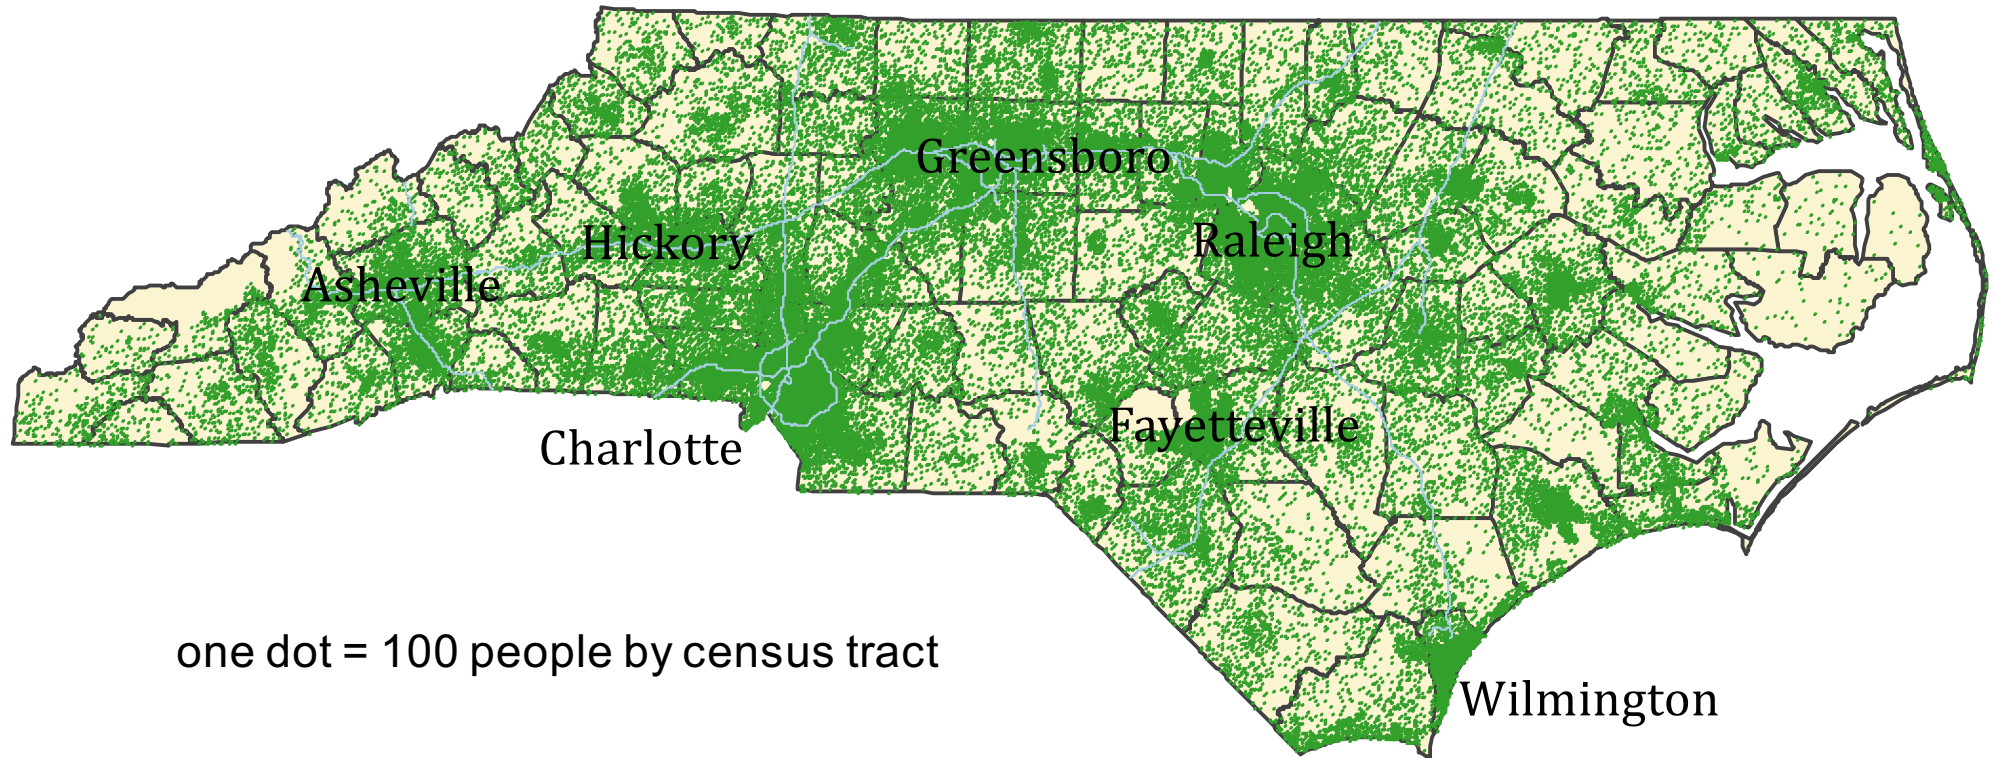 Greensboro
Hickory
Raleigh
Asheville
Charlotte
Fayetteville
one dot = 100 people by census tract
Wilmington